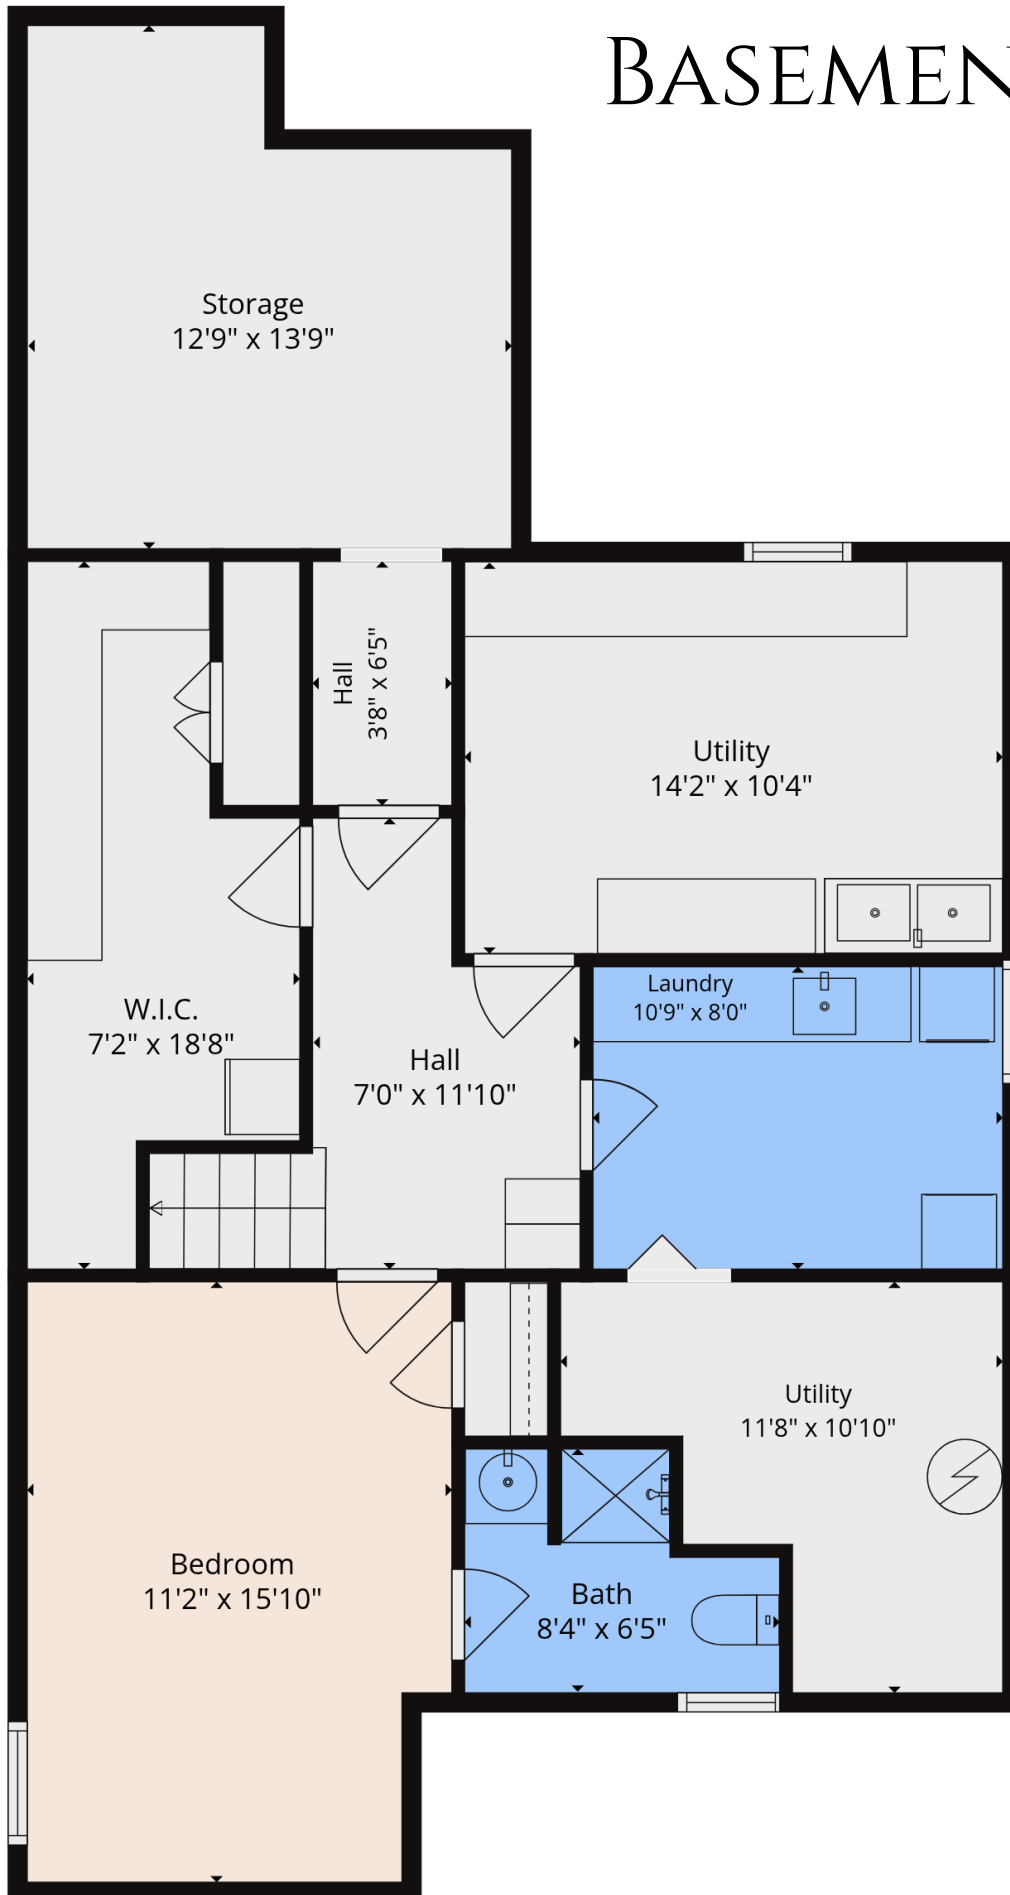 BASEMEN
Storage
12'9" x 13'9"
Hall
3'8" x 6'5"
Utility
14'2" x 10'4"
Laundry
10'9" x 8'0"
W.I.C.
7'2" x 18'8"
Hall
7'0" x 11'10"
Utility
11'8" x 10'10"
Bedroom
11'2" x 15'10"
Bath
8'4" x 6'5"